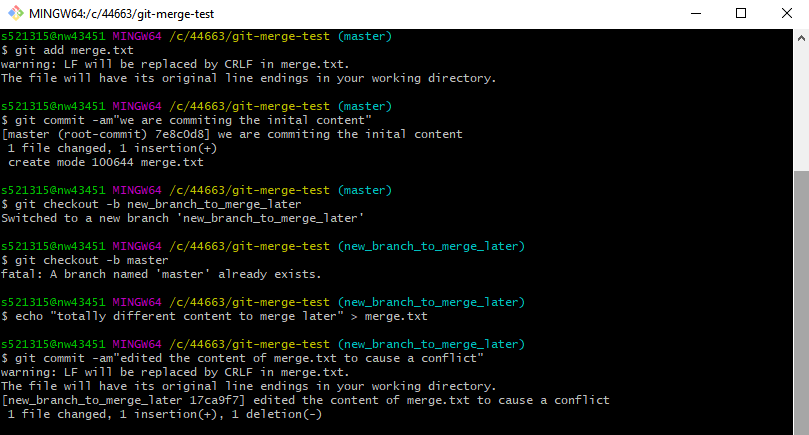 MINGW64:/c/44663/git-merge-test
s521315@nw43451 MINGW64 /c/44663/git-merge-test (master)
$ git add merge.txt
warning: LF will be replaced by CRLF in merge.txt.
The file will have its original line endings in your working directory.
s521315@nw43451 MINGW64 /c/44663/git-merge-test (master)
$ git commit -am"we are commiting the inital content"
[master (root-commit) 7e8c0d8] we are commiting the inital content
 1 file changed, 1 insertion(+)
 create mode 100644 merge.txt
s521315@nw43451 MINGW64 /c/44663/git-merge-test (master)
$ git checkout -b new_branch_to_merge_later
Switched to a new branch 'new_branch_to_merge_later'
s521315@nw43451 MINGW64 /c/44663/git-merge-test (new_branch_to_merge_later)
$ git checkout -b master
fatal: A branch named 'master' already exists.
s521315@nw43451 MINGW64 /c/44663/git-merge-test (new_branch_to_merge_later)
$ echo "totally different content to merge later" > merge.txt
s521315@nw43451 MINGW64 /c/44663/git-merge-test (new_branch_to_merge_later)
$ git commit -am"edited the content of merge.txt to cause a conflict"
warning: LF will be replaced by CRLF in merge.txt.
The file will have its original line endings in your working directory.
[new_branch_to_merge_later 17ca9f7] edited the content of merge.txt to cause a conflict
 1 file changed, 1 insertion(+), 1 deletion(-)